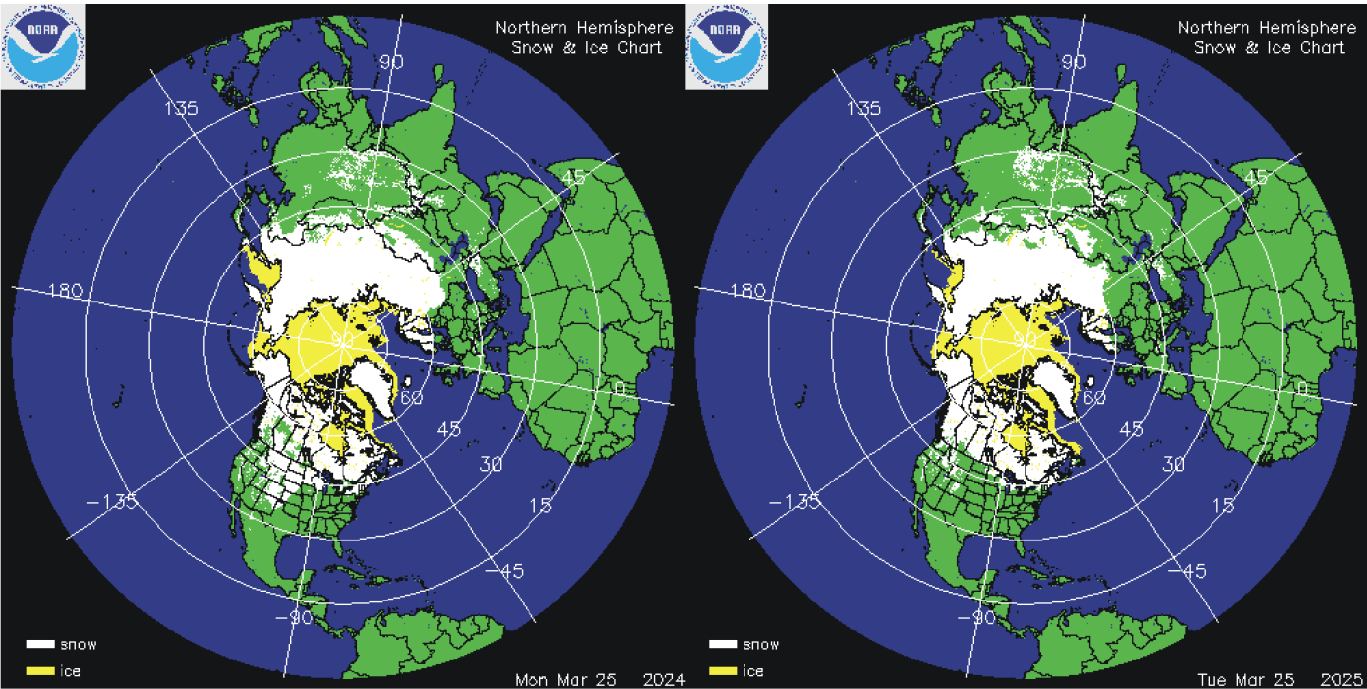 NOAA
Northern Hemisphere
Snow & Ice Chart
90
135
45
180
90
0
60
45
30
15
-135
-45
-90
snow
ice
Mon Mar 25 2024
NOAA
Northern Hemisphere
Snow & Ice Chart
90
135
45
180
90
0
60
45
30
15
-135
-45
-90
snow
ice
Tue Mar 25 2025